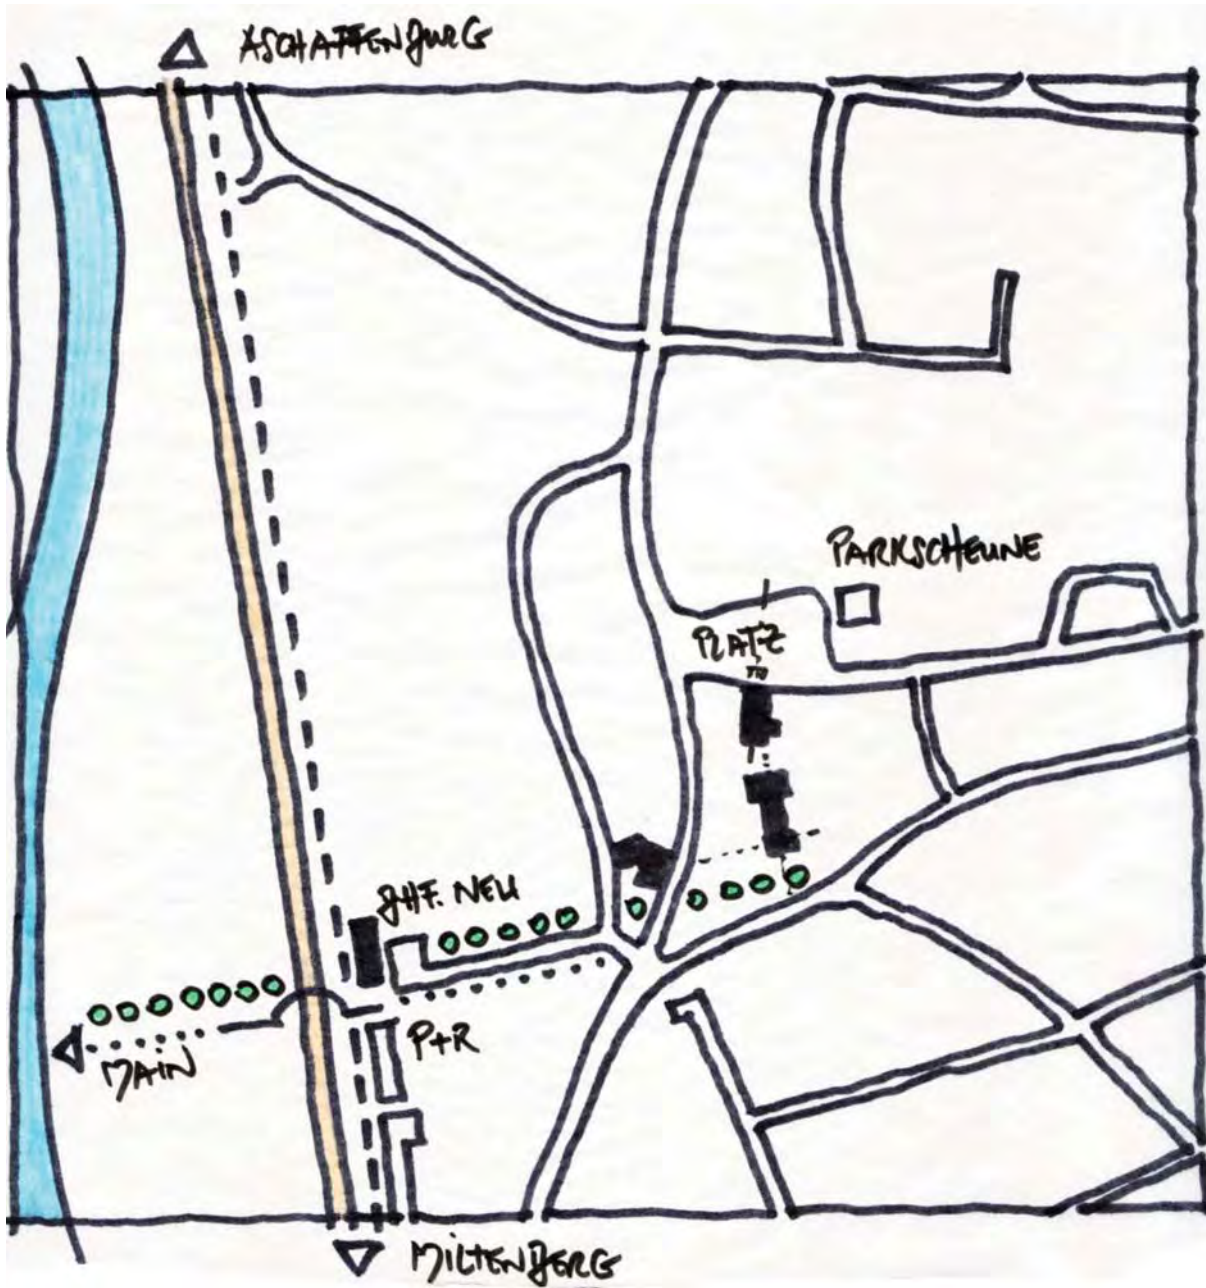 ASCHAFFENBURG
PARKSCHEUNE
PLATZ
BHF. NEU
P+R
MAIN
MILTENBERG